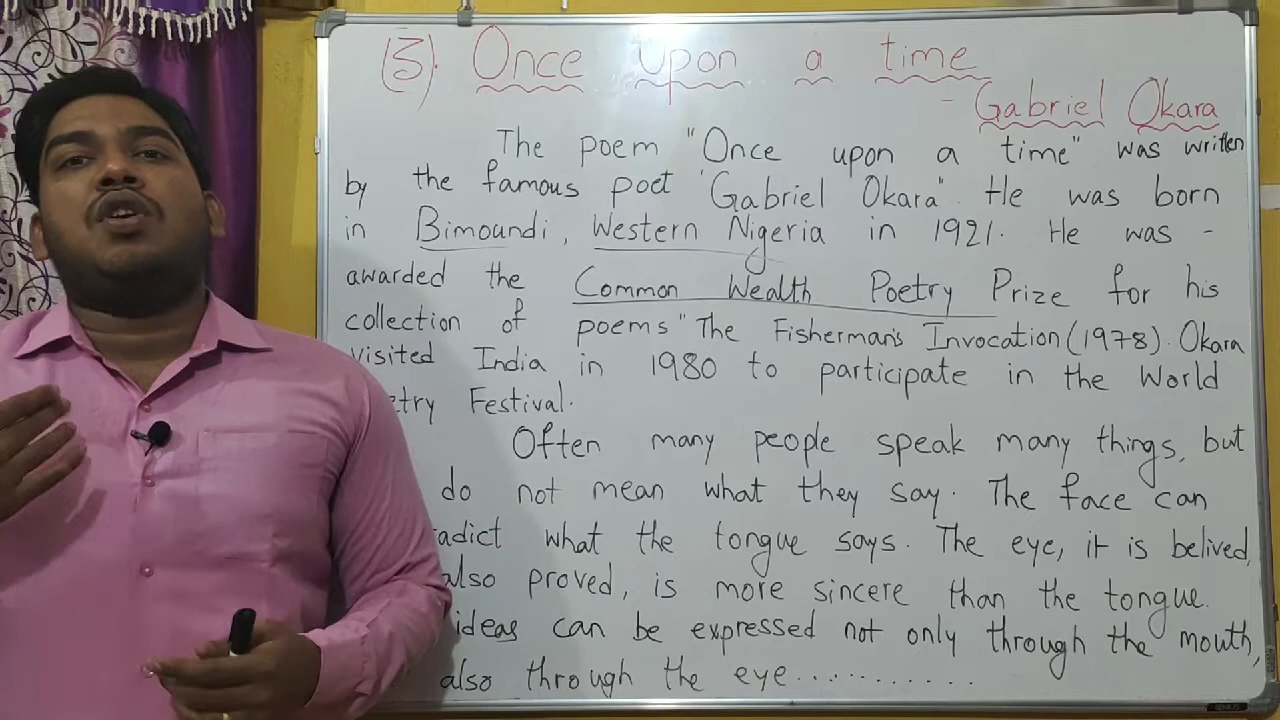 (5). Once upon a time
- Gabriel Okara
The poem "Once upon a time" was written
by the famous poet 'Gabriel Okara". He was born
in Bimoundi, Western Nigeria in 1921. He was -
awarded the Common Wealth Poetry Prize for his
collection of poems "The Fisherman's Invocation (1978). Okara
visited India in 1980 to participate in the World
etry Festival.
Often many people speak many things, but
do not mean what they say. The face can
adict what the tongue says. The eye, it is belived,
also proved, is more sincere than the tongue.
ideas can be expressed not only through the mouth,
also through the eye...........